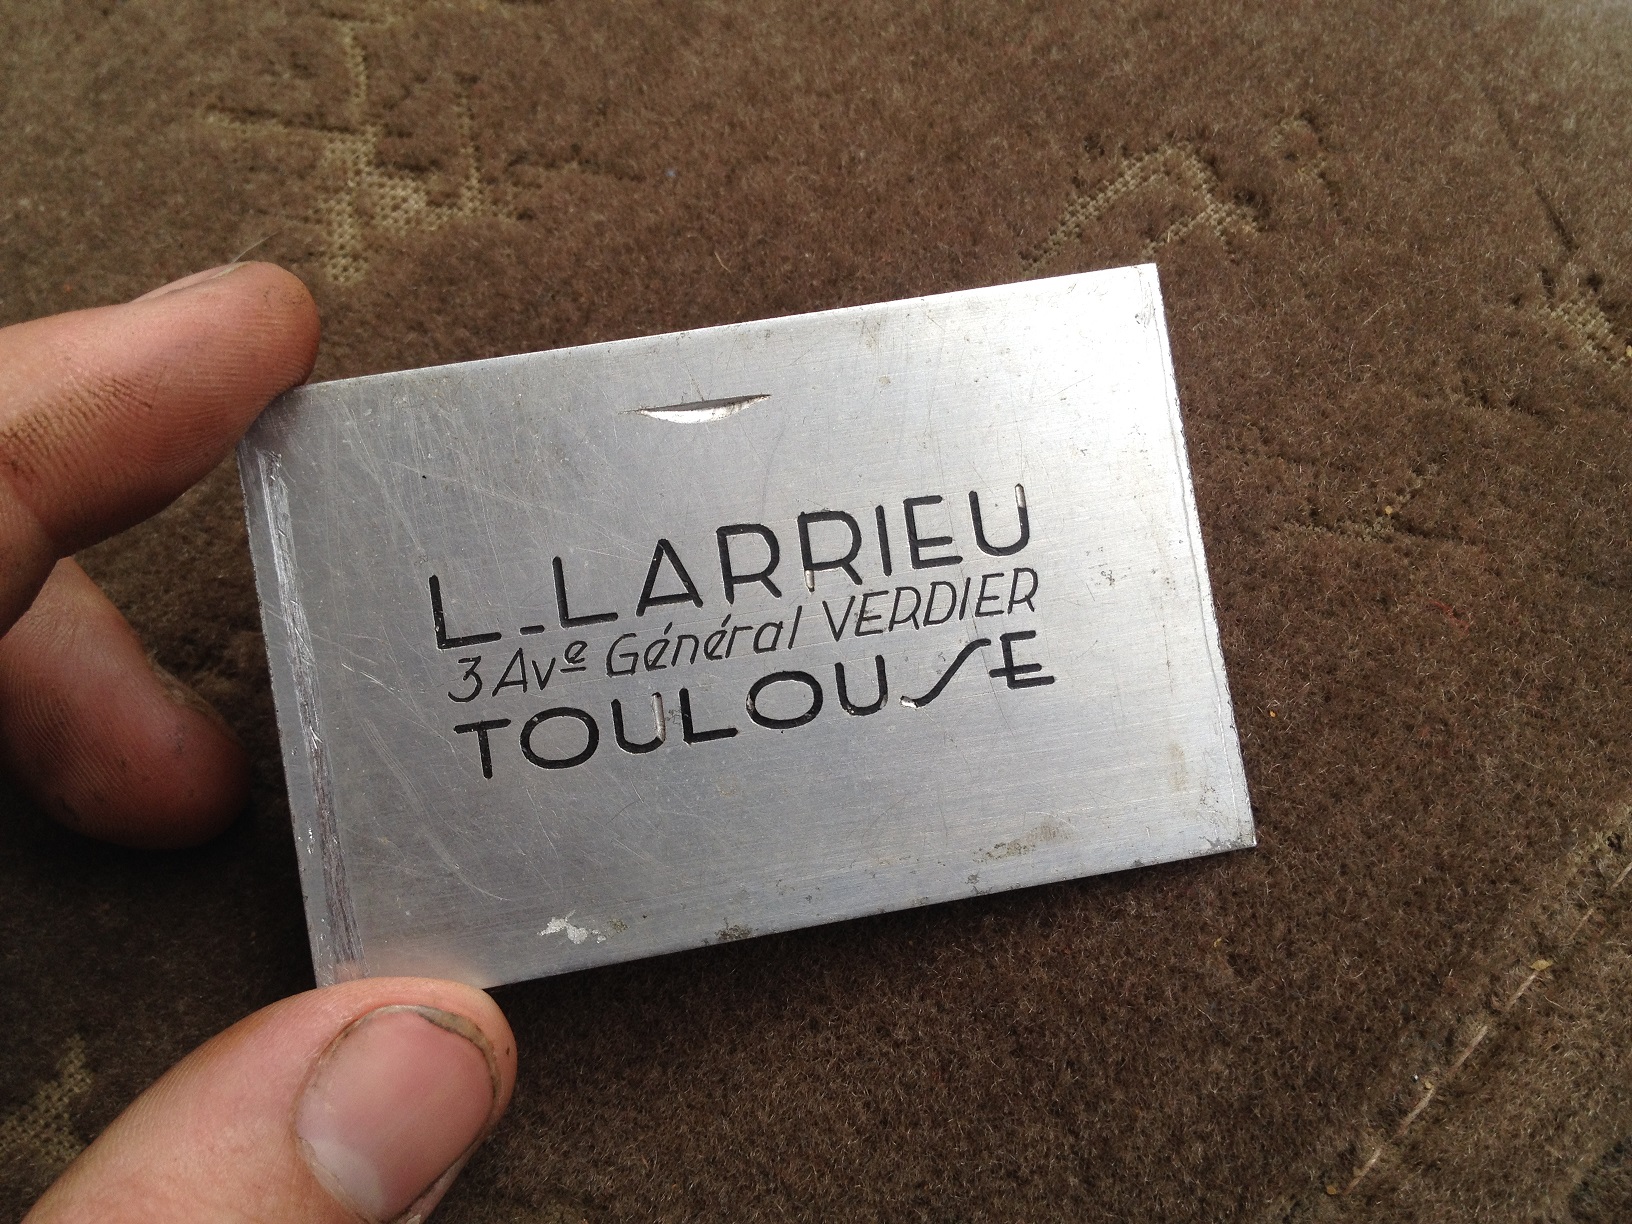 L_LARRIEU
3 Ave Général VERDIER
TOULOUSE